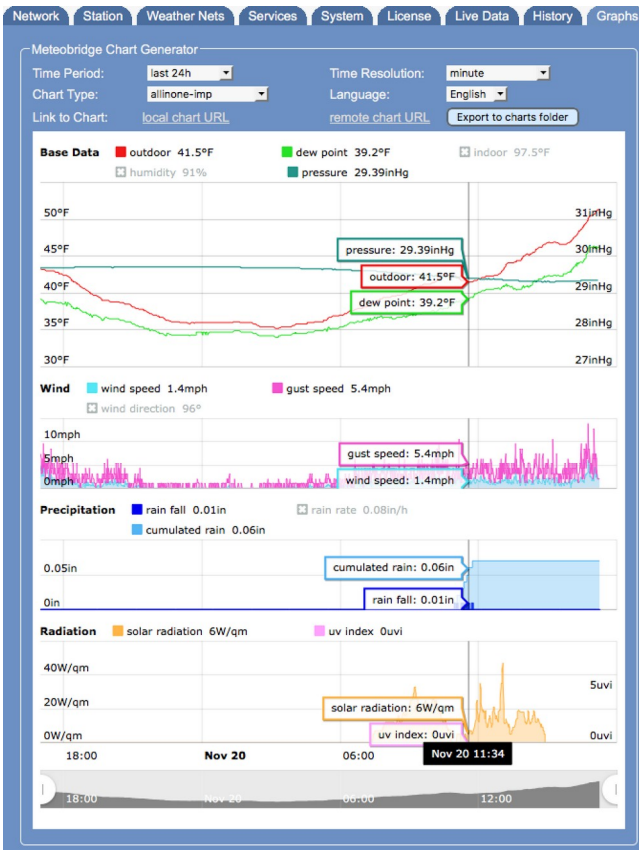 Network Station Weather Nets Services System License Live Data History Graphs
Meteobridge Chart Generator
Time Period: last 24h Time Resolution: minute
Chart Type: allinone-imp Language: English
Link to Chart: local chart URL remote chart URL Export to charts folder
Base Data outdoor 41.5°F dew point 39.2°F indoor 97.5°F
humidity 91% pressure 29.39inHg
50°F 31inHg
45°F pressure: 29.39inHg 30inHg
outdoor: 41.5°F
40°F 29inHg
dew point: 39.2°F
35°F 28inHg
30°F 27inHg
Wind wind speed 1.4mph gust speed 5.4mph
wind direction 96°
10mph
5mph gust speed: 5.4mph
0mph wind speed: 1.4mph
Precipitation rain fall 0.01in rain rate 0.08in/h
cumulated rain 0.06in
0.05in cumulated rain: 0.06in
0in rain fall: 0.01in
Radiation solar radiation 6W/qm uv index 0uvi
40W/qm 5uvi
20W/qm solar radiation: 6W/qm
0W/qm uv index: 0uvi 0uvi
18:00 Nov 20 06:00 Nov 20 11:34
18:00 Nov 20 06:00 12:00